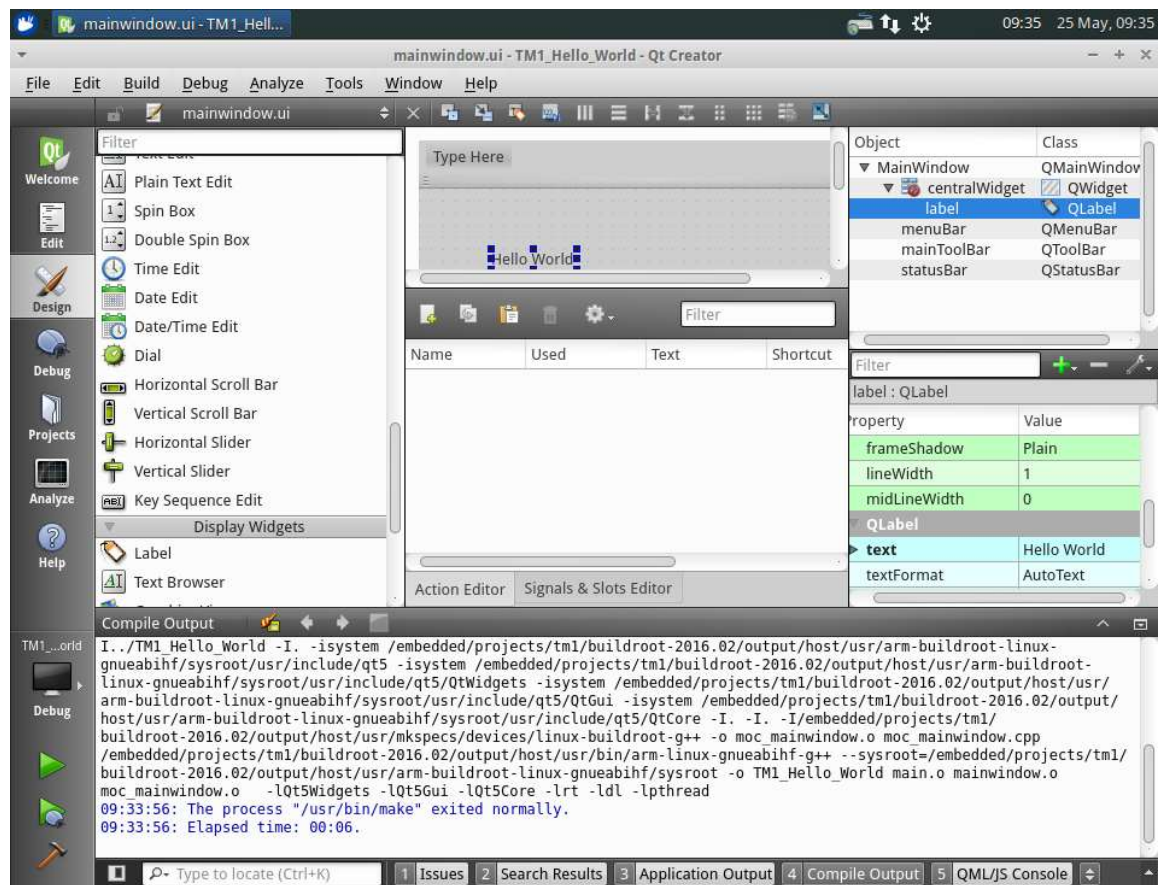 mainwindow.ui - TM1_Hell...
09:35 25 May, 09:35
mainwindow.ui - TM1_Hello_World - Qt Creator
File Edit Build Debug Analyze Tools Window Help
mainwindow.ui
Welcome
Edit
Design
Debug
Projects
Analyze
Help
TM1_...orld
Debug
Filter
Text Edit
Plain Text Edit
Spin Box
Double Spin Box
Time Edit
Date Edit
Date/Time Edit
Dial
Horizontal Scroll Bar
Vertical Scroll Bar
Horizontal Slider
Vertical Slider
Key Sequence Edit
Display Widgets
Label
Text Browser
Type Here
Hello World
Filter
Name Used Text Shortcut
Action Editor Signals & Slots Editor
Object Class
MainWindow QMainWindow
centralWidget QWidget
label QLabel
menuBar QMenuBar
mainToolBar QToolBar
statusBar QStatusBar
Filter
label : QLabel
Property Value
frameShadow Plain
lineWidth 1
midLineWidth 0
QLabel
text Hello World
textFormat AutoText
Compile Output
I../TM1_Hello_World -I. -isystem /embedded/projects/tm1/buildroot-2016.02/output/host/usr/arm-buildroot-linux-
gnueabihf/sysroot/usr/include/qt5 -isystem /embedded/projects/tm1/buildroot-2016.02/output/host/usr/arm-buildroot-
linux-gnueabihf/sysroot/usr/include/qt5/QtWidgets -isystem /embedded/projects/tm1/buildroot-2016.02/output/host/usr/
arm-buildroot-linux-gnueabihf/sysroot/usr/include/qt5/QtGui -isystem /embedded/projects/tm1/buildroot-2016.02/output/
host/usr/arm-buildroot-linux-gnueabihf/sysroot/usr/include/qt5/QtCore -I. -I. -I/embedded/projects/tm1/
buildroot-2016.02/output/host/usr/mkspecs/devices/linux-buildroot-g++ -o moc_mainwindow.o moc_mainwindow.cpp
/embedded/projects/tm1/buildroot-2016.02/output/host/usr/bin/arm-linux-gnueabihf-g++ --sysroot=/embedded/projects/tm1/
buildroot-2016.02/output/host/usr/arm-buildroot-linux-gnueabihf/sysroot -o TM1_Hello_World main.o mainwindow.o
moc_mainwindow.o -lQt5Widgets -lQt5Gui -lQt5Core -lrt -ldl -lpthread
09:33:56: The process "/usr/bin/make" exited normally.
09:33:56: Elapsed time: 00:06.
Type to locate (Ctrl+K) 1 Issues 2 Search Results 3 Application Output 4 Compile Output 5 QML/JS Console